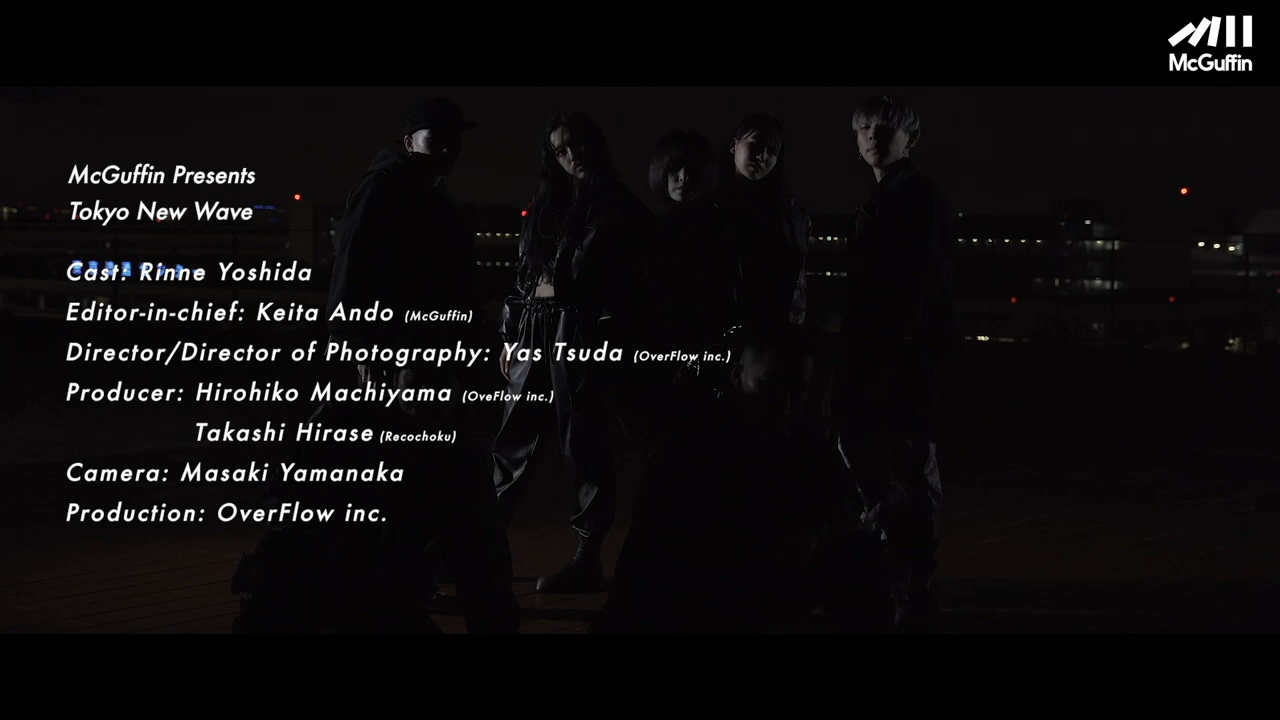 McGuffin
McGuffin Presents
Tokyo New Wave
Cast: Rinne Yoshida
Editor-in-chief: Keita Ando (McGuffin)
Director/Director of Photography: Yas Tsuda (OverFlow inc.)
Producer: Hirohiko Machiyama (OveFlow inc.)
Takashi Hirase (Recochoku)
Camera: Masaki Yamanaka
Production: OverFlow inc.